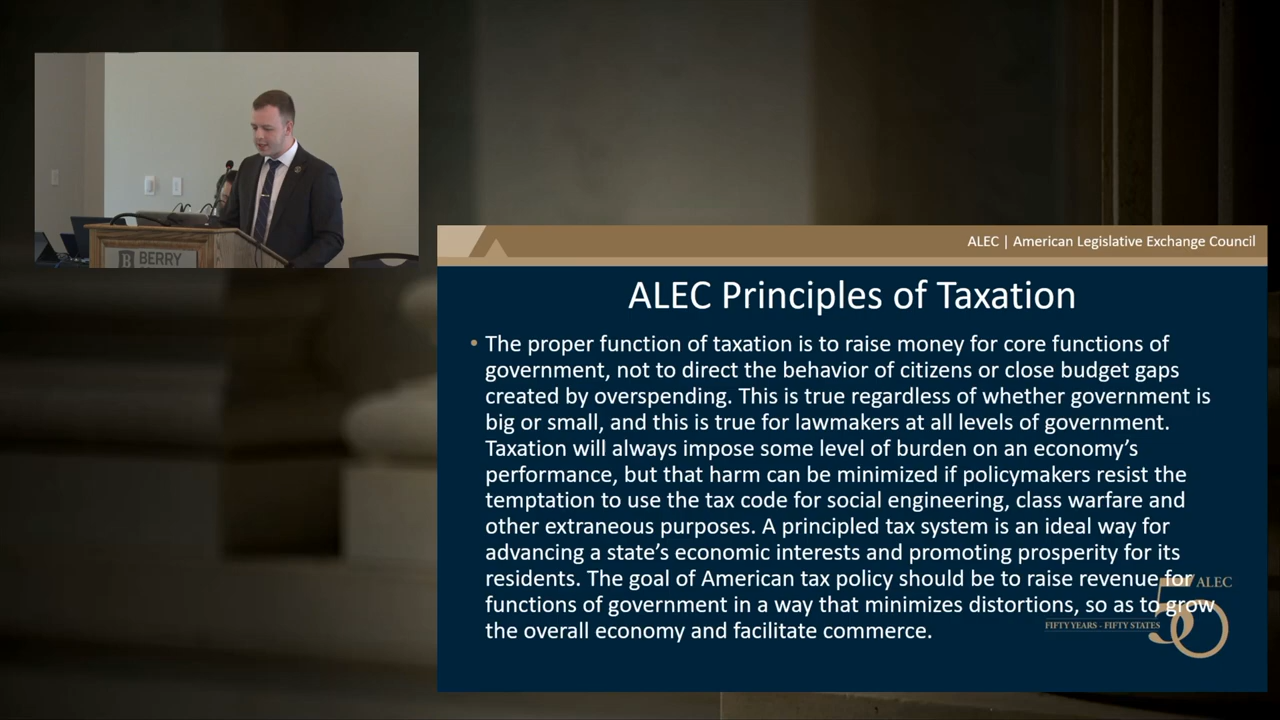 BERRY
ALEC | American Legislative Exchange Council
ALEC Principles of Taxation
• The proper function of taxation is to raise money for core functions of
government, not to direct the behavior of citizens or close budget gaps
created by overspending. This is true regardless of whether government is
big or small, and this is true for lawmakers at all levels of government.
Taxation will always impose some level of burden on an economy’s
performance, but that harm can be minimized if policymakers resist the
temptation to use the tax code for social engineering, class warfare and
other extraneous purposes. A principled tax system is an ideal way for
advancing a state’s economic interests and promoting prosperity for its
residents. The goal of American tax policy should be to raise revenue for
functions of government in a way that minimizes distortions, so as to grow
the overall economy and facilitate commerce.
ALEC
50
FIFTY YEARS - FIFTY STATES